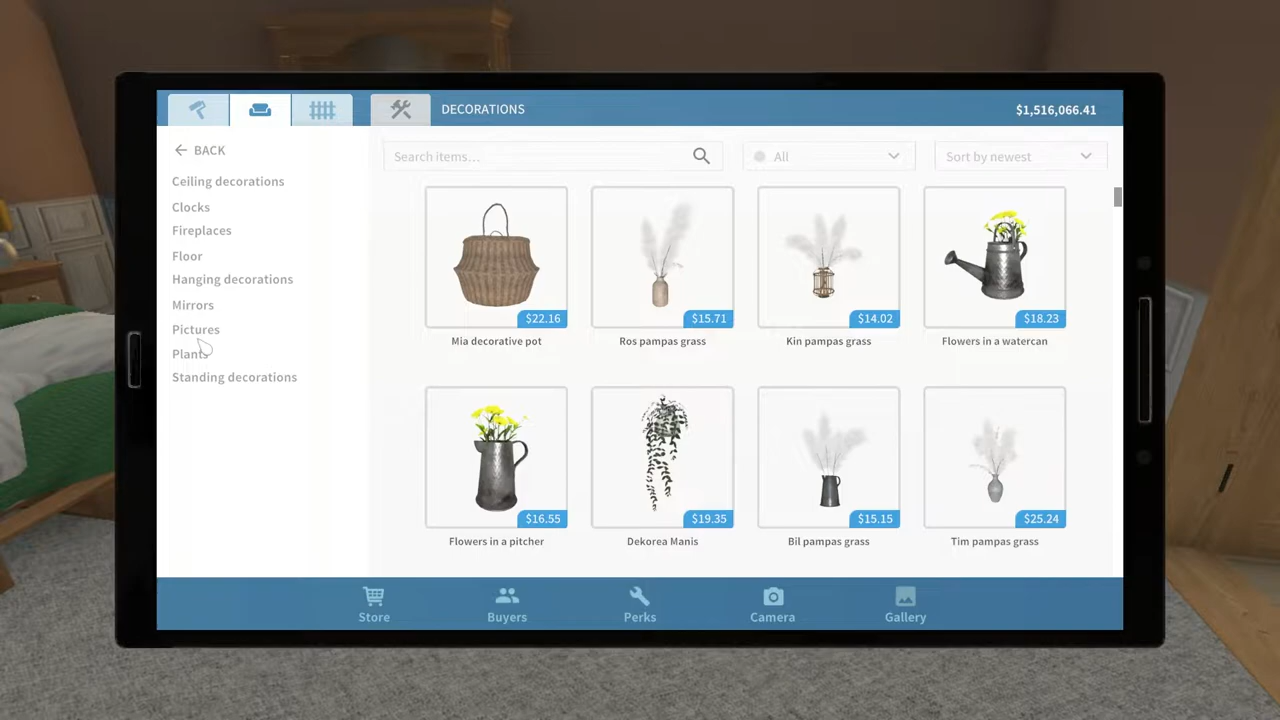 DECORATIONS
$1,516,066.41
BACK
Search items...
All
Sort by newest
Ceiling decorations
Clocks
Fireplaces
Floor
Hanging decorations
Mirrors
Pictures
Plants
Standing decorations
$22.16
$15.71
$14.02
$18.23
Mia decorative pot
Ros pampas grass
Kin pampas grass
Flowers in a watercan
$16.55
$19.35
$15.15
$25.24
Flowers in a pitcher
Dekorea Manis
Bil pampas grass
Tim pampas grass
Store
Buyers
Perks
Camera
Gallery